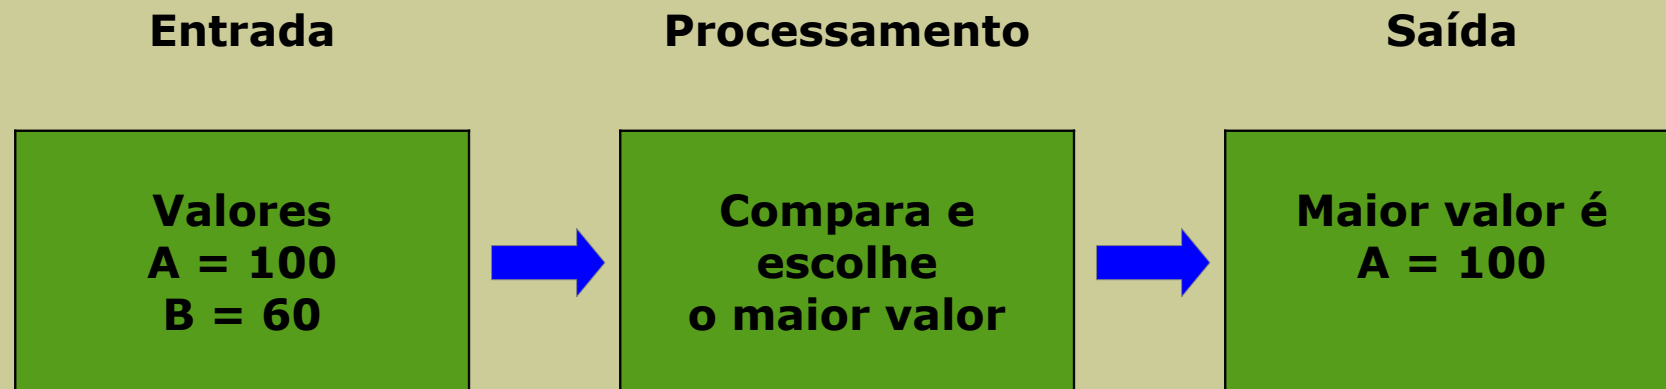 Entrada
Processamento
Saída
Valores
A = 100
B = 60
Compara e
escolhe
o maior valor
Maior valor é
A = 100